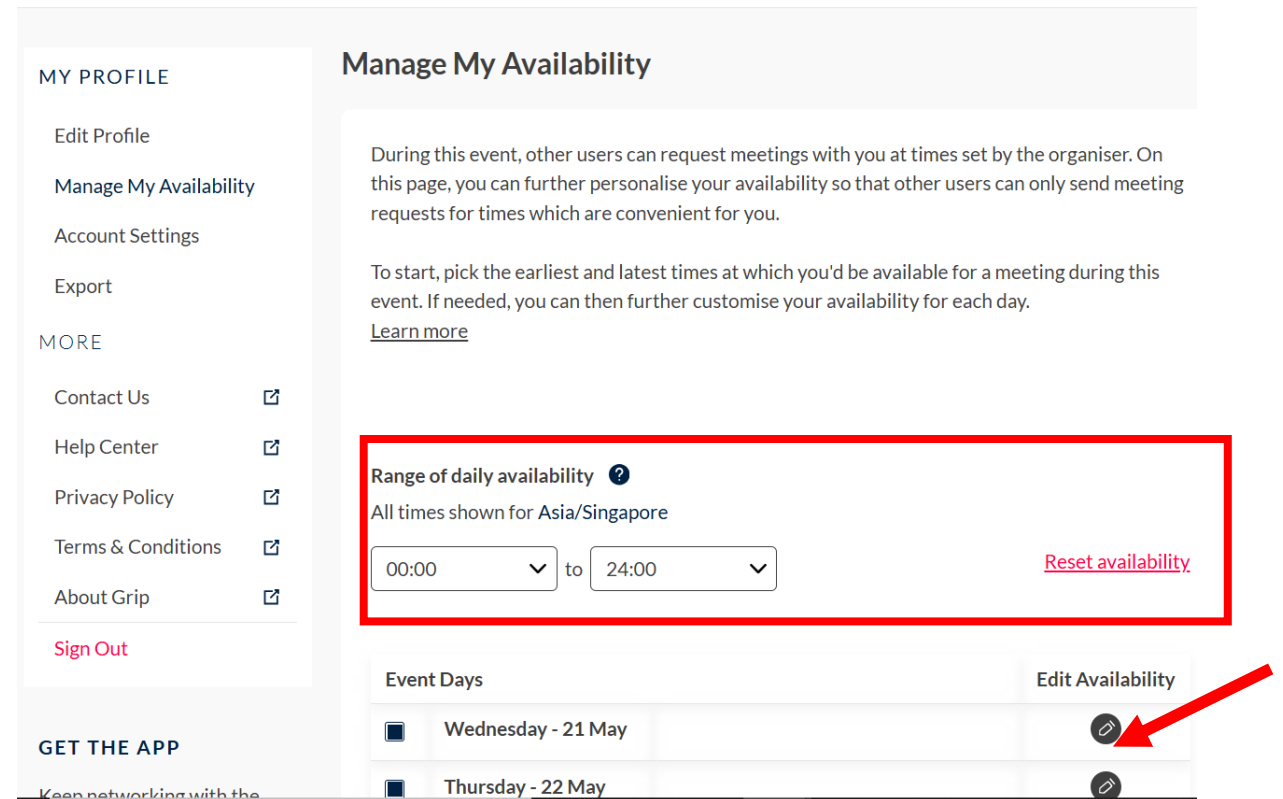 MY PROFILE
Edit Profile
Manage My Availability
Account Settings
Export
MORE
Contact Us
Help Center
Privacy Policy
Terms & Conditions
About Grip
Sign Out
GET THE APP
Keep networking with the
Manage My Availability
During this event, other users can request meetings with you at times set by the organiser. On
this page, you can further personalise your availability so that other users can only send meeting
requests for times which are convenient for you.
To start, pick the earliest and latest times at which you'd be available for a meeting during this
event. If needed, you can then further customise your availability for each day.
Learn more
Range of daily availability ?
All times shown for Asia/Singapore
00:00 to 24:00 Reset availability
Event Days Edit Availability
Wednesday - 21 May
Thursday - 22 May